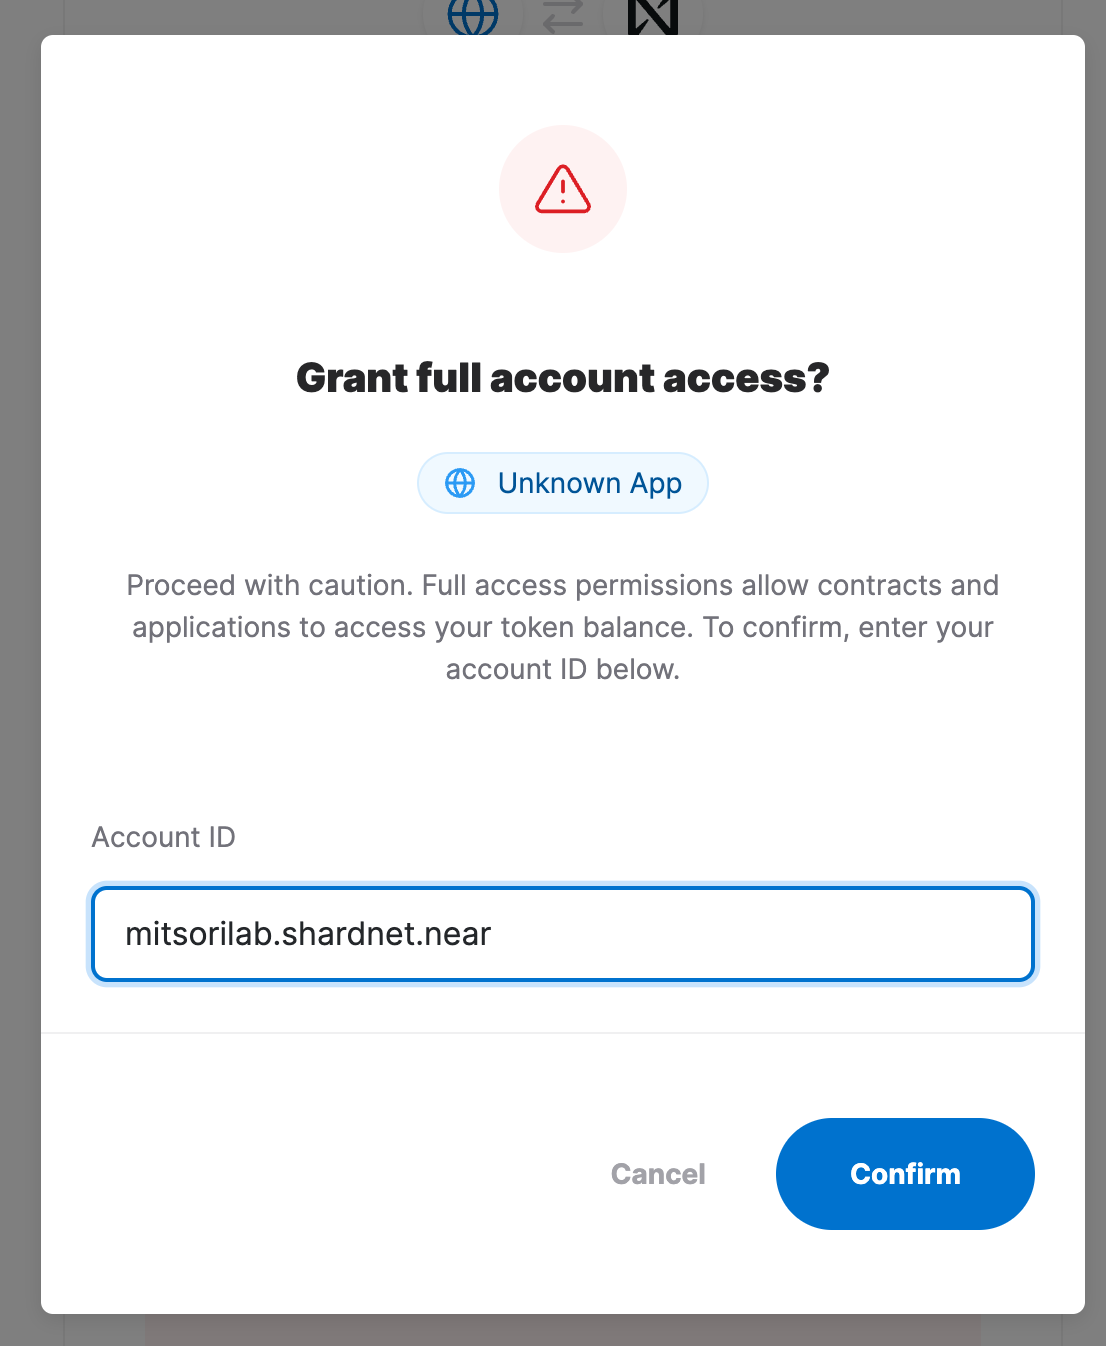 Grant full account access?
Unknown App
Proceed with caution. Full access permissions allow contracts and
applications to access your token balance. To confirm, enter your
account ID below.
Account ID
mitsorilab.shardnet.near
Cancel
Confirm